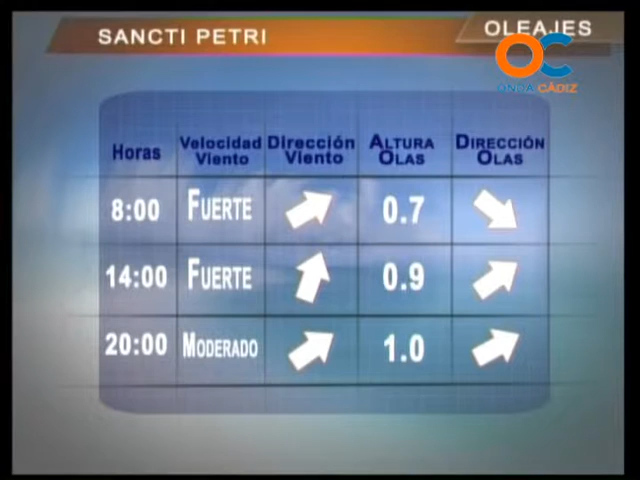 SANCTI PETRI
OLEAJES
OC
ONDA CÁDIZ
Horas Velocidad Viento Dirección Viento ALTURA OLAS DIRECCIÓN OLAS
8:00 FUERTE 0.7
14:00 FUERTE 0.9
20:00 MODERADO 1.0